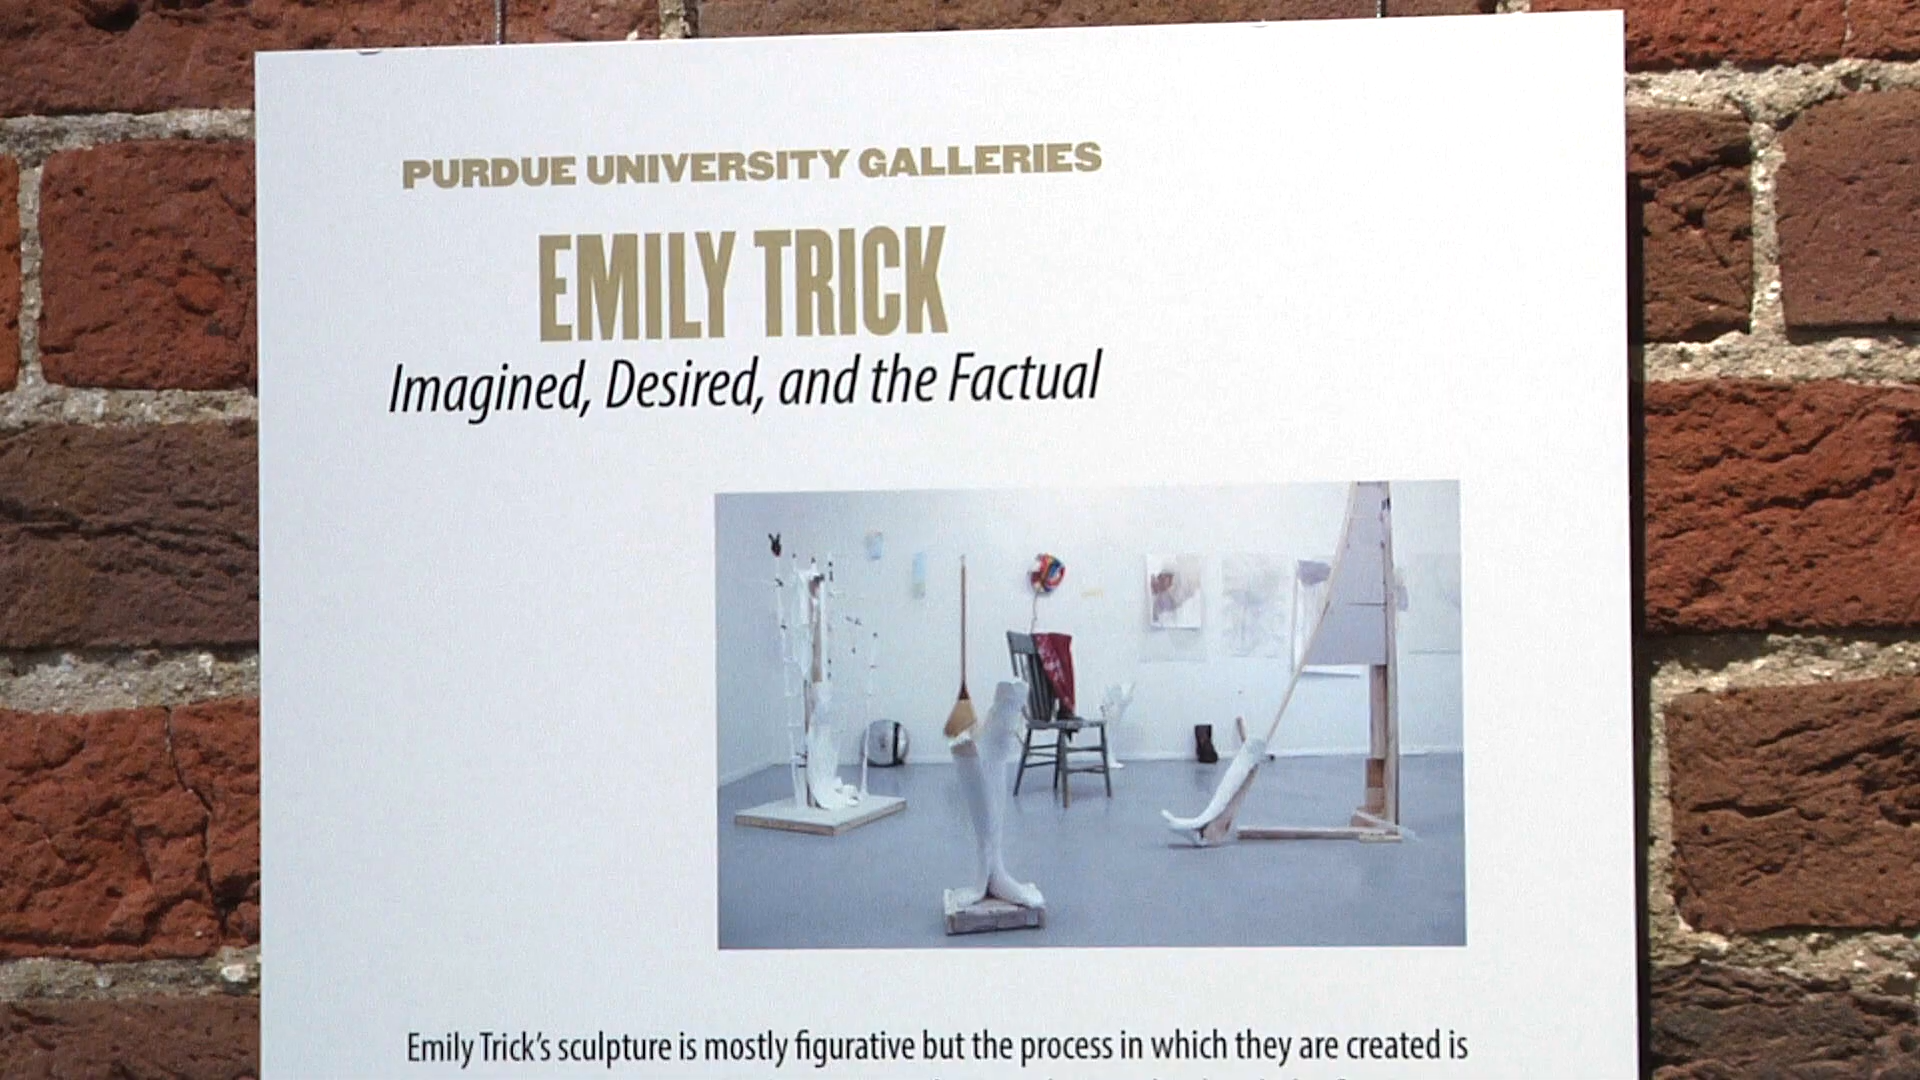 PURDUE UNIVERSITY GALLERIES
EMILY TRICK
Imagined, Desired, and the Factual
Emily Trick's sculpture is mostly figurative but the process in which they are created is